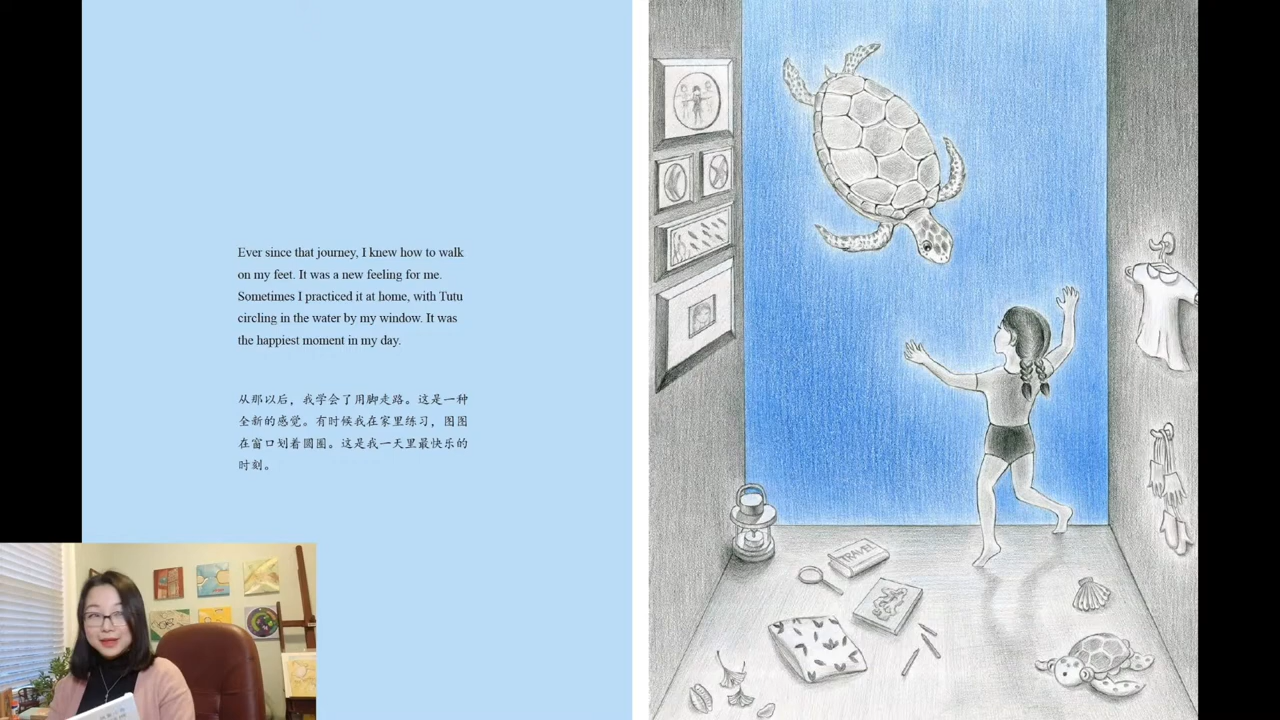 Ever since that journey, I knew how to walk
on my feet. It was a new feeling for me.
Sometimes I practiced it at home, with Tutu
circling in the water by my window. It was
the happiest moment in my day.
从那以后，我学会了用脚走路。这是一种
全新的感觉。有时候我在家里练习，图图
在窗口划着圆圈。这是我一天里最快乐的
时刻。
TRAVEL